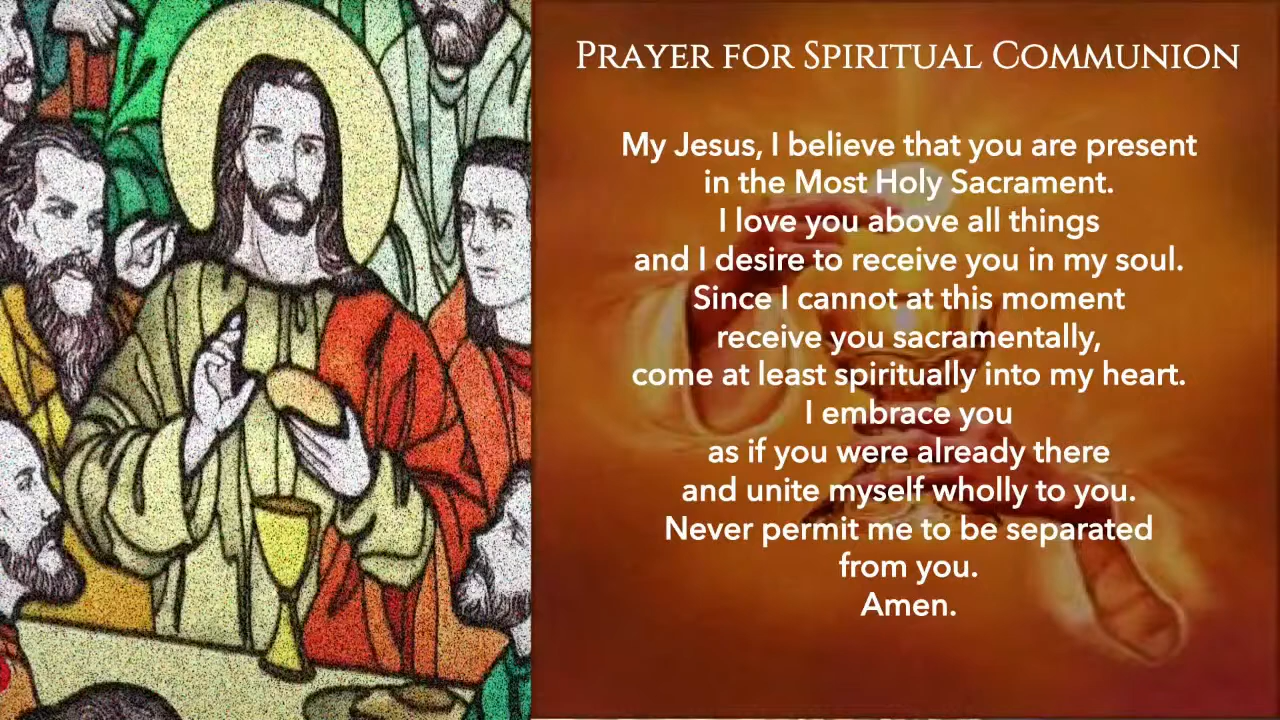 Prayer for Spiritual Communion
My Jesus, I believe that you are present
in the Most Holy Sacrament.
I love you above all things
and I desire to receive you in my soul.
Since I cannot at this moment
receive you sacramentally,
come at least spiritually into my heart.
I embrace you
as if you were already there
and unite myself wholly to you.
Never permit me to be separated
from you.
Amen.